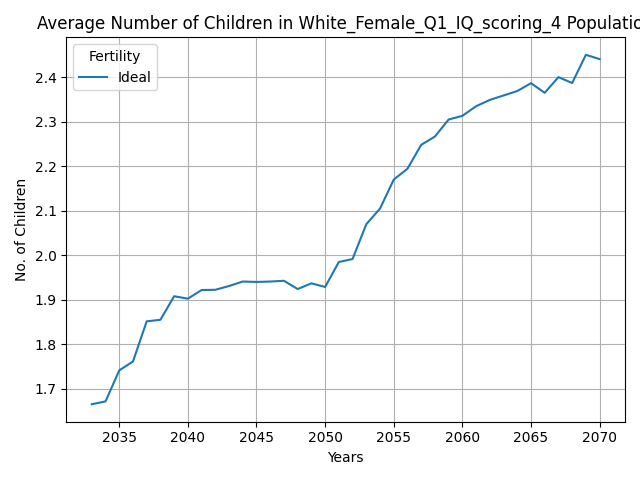 Average Number of Children in White_Female_Q1_IQ_scoring_4 Populatio
Fertility
Ideal
No. of Children
2.4
2.3
2.2
2.1
2.0
1.9
1.8
1.7
2035 2040 2045 2050 2055 2060 2065 2070
Years